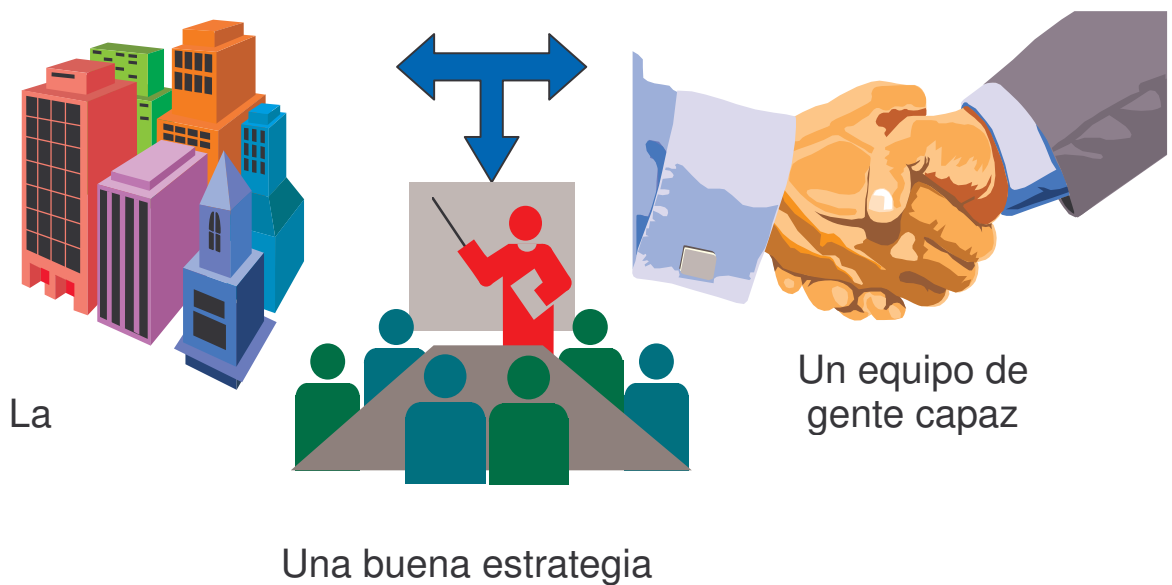 La
Un equipo de
gente capaz
Una buena estrategia